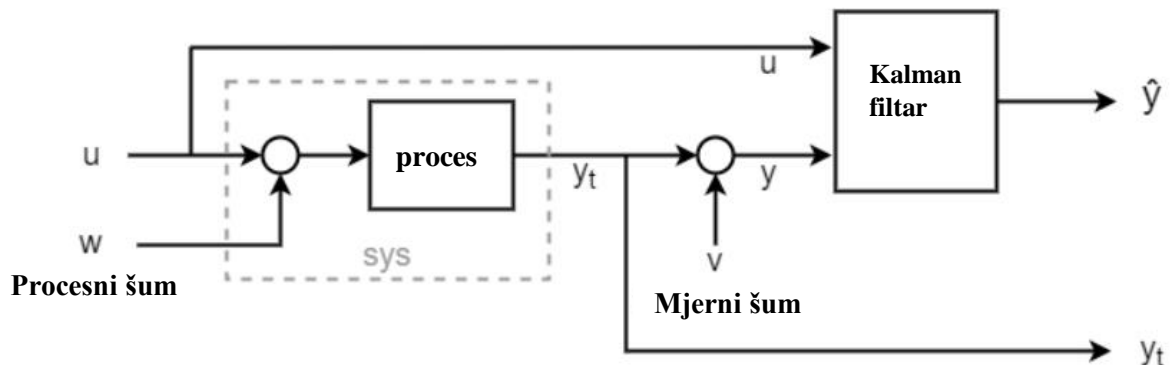 u
Kalman
filtar
ŷ
u
proces
y_t
y
w
sys
v
Procesni šum
Mjerni šum
y_t